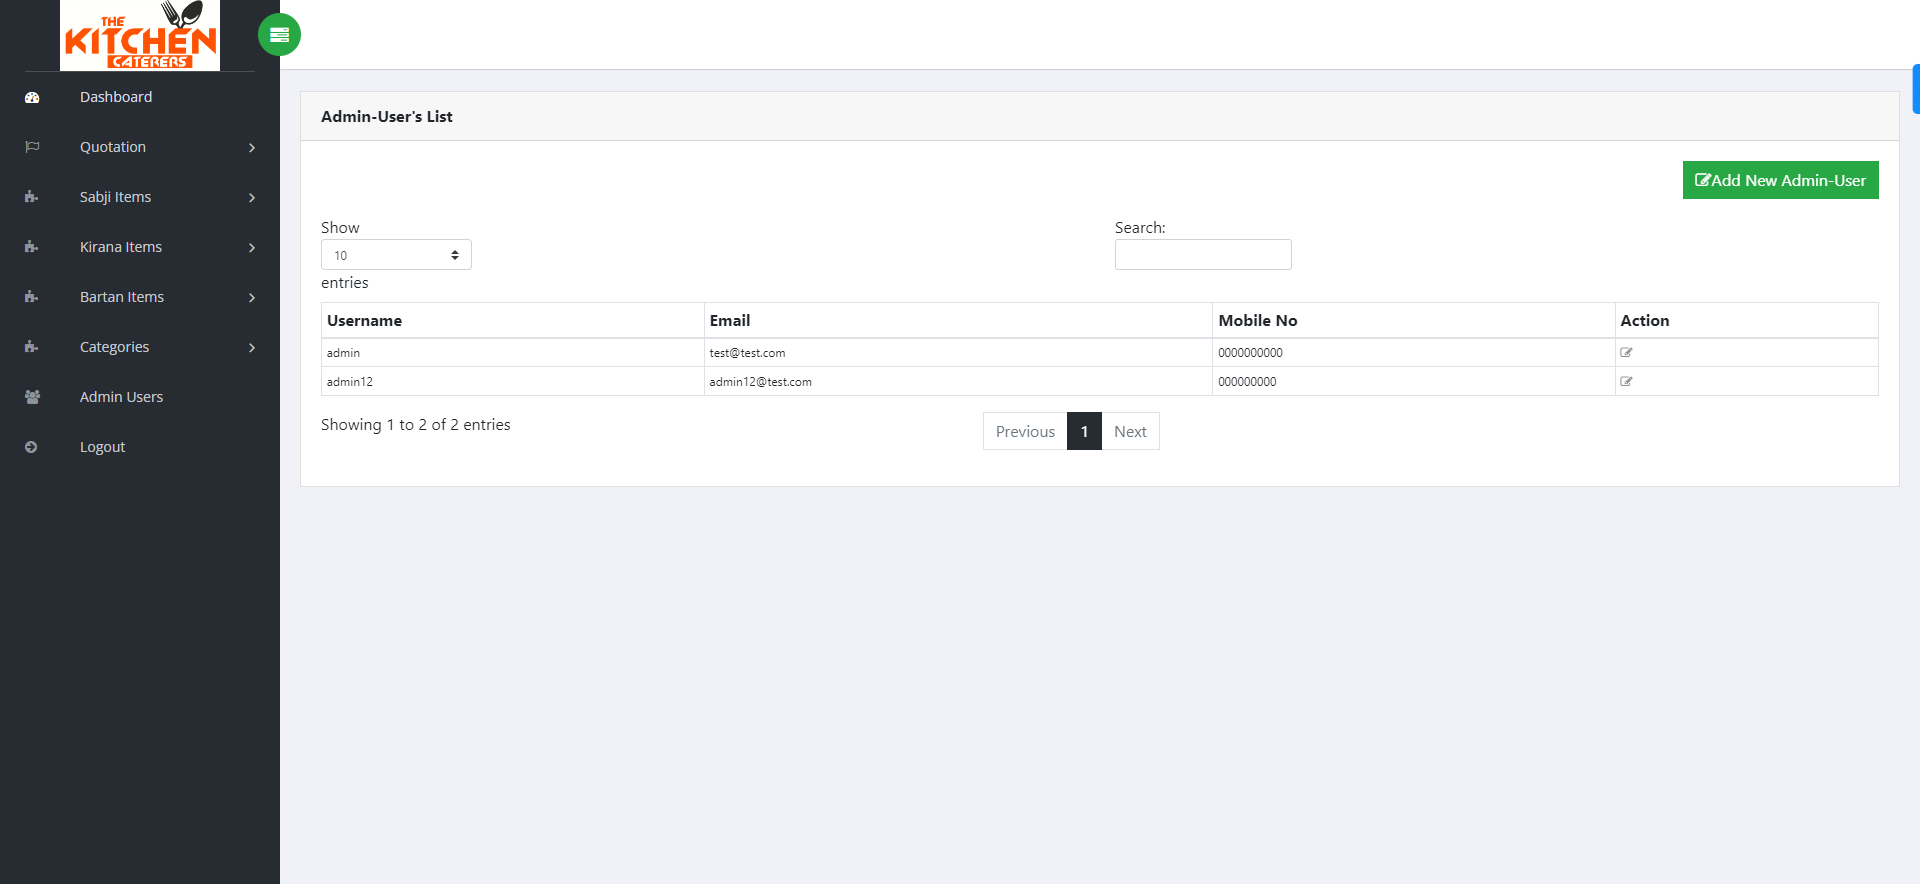 THE
KITCHEN
CATERERS
Dashboard
Quotation
Sabji Items
Kirana Items
Bartan Items
Categories
Admin Users
Logout
Admin-User's List
Add New Admin-User
Show
10
entries
Search:
Username Email Mobile No Action
admin test@test.com 0000000000
admin12 admin12@test.com 000000000
Showing 1 to 2 of 2 entries
Previous 1 Next